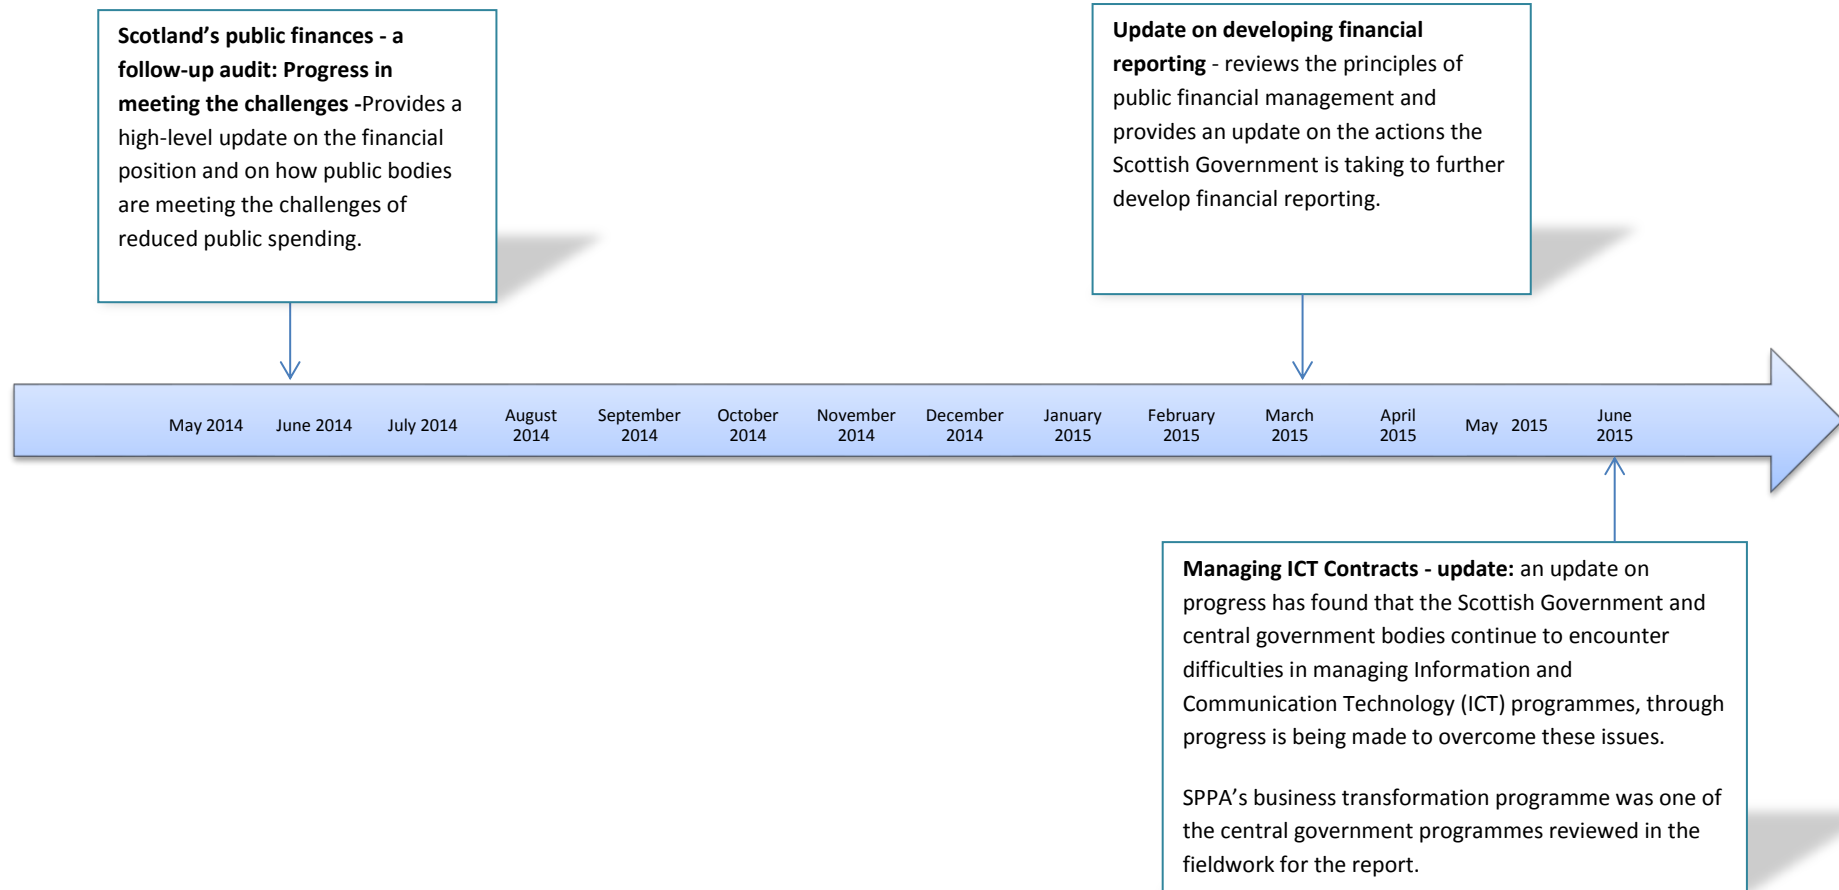 Scotland’s public finances - a
follow-up audit: Progress in
meeting the challenges -Provides a
high-level update on the financial
position and on how public bodies
are meeting the challenges of
reduced public spending.
Update on developing financial
reporting - reviews the principles of
public financial management and
provides an update on the actions the
Scottish Government is taking to further
develop financial reporting.
May 2014
June 2014
July 2014
August
2014
September
2014
October
2014
November
2014
December
2014
January
2015
February
2015
March
2015
April
2015
May 2015
June
2015
Managing ICT Contracts - update: an update on
progress has found that the Scottish Government and
central government bodies continue to encounter
difficulties in managing Information and
Communication Technology (ICT) programmes, through
progress is being made to overcome these issues.
SPPA’s business transformation programme was one of
the central government programmes reviewed in the
fieldwork for the report.